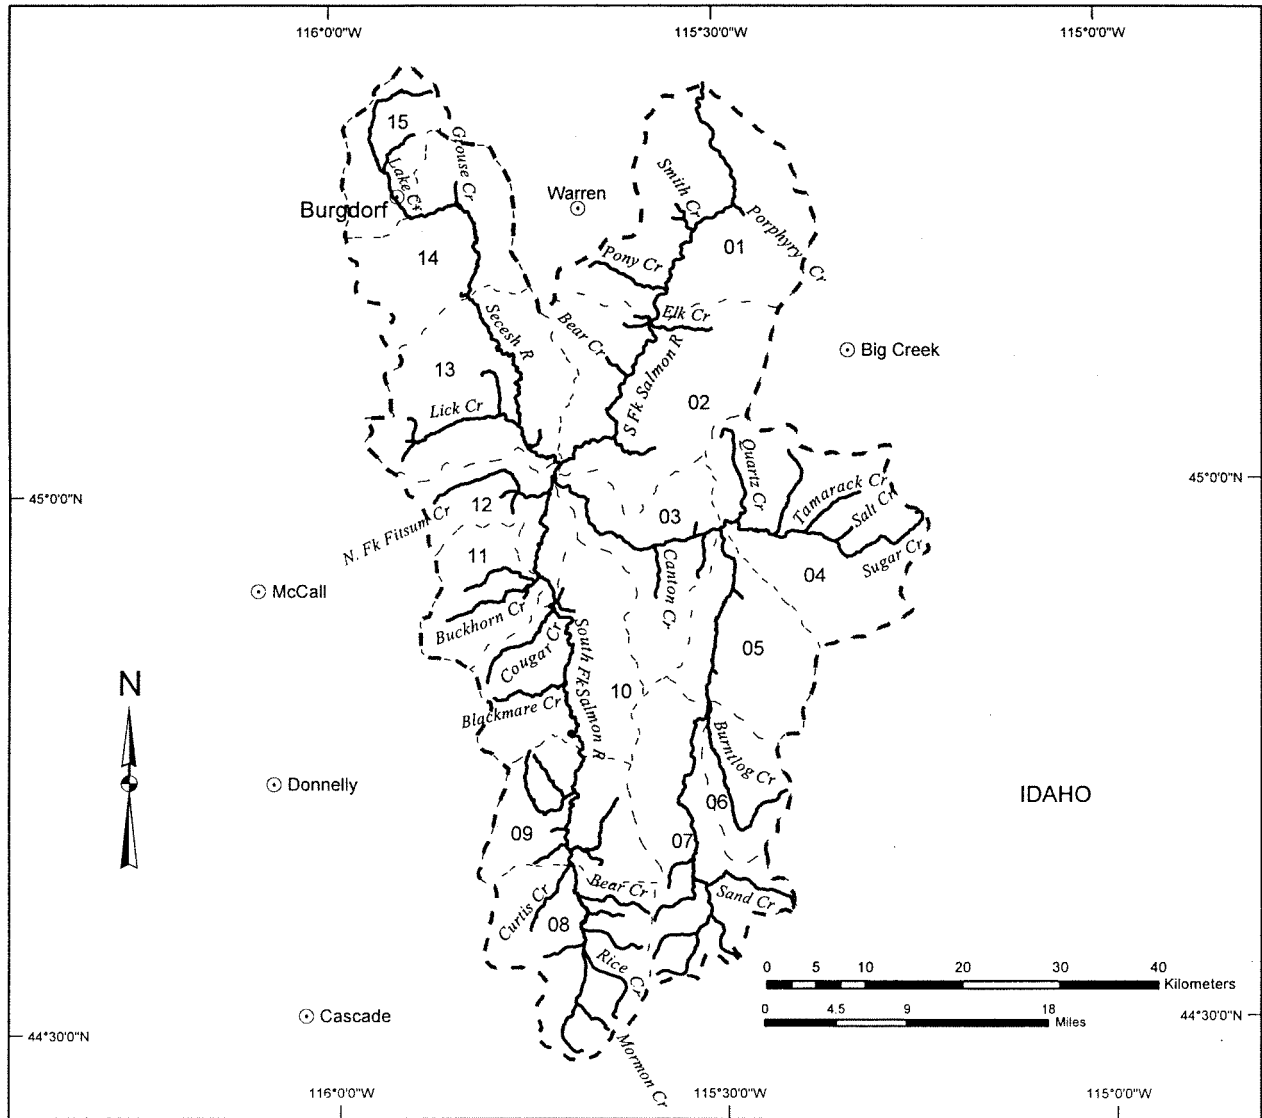 116°0'0"W
115°30'0"W
115°0'0"W
15
Grouse Cr
Lake Cr
Burgdorf
Warren
Smith Cr
Porphyry Cr
01
14
Pony Cr
Secesh R
Bear Cr
Elk Cr
S Fk Salmon R
Big Creek
13
02
Lick Cr
45°0'0"N
45°0'0"N
Quartz Cr
Tamarack Cr
Salt Cr
Sugar Cr
N. Fk Fitsum Cr
12
03
11
Canton Cr
04
McCall
Buckhorn Cr
Cougar Cr
South Fk Salmon R
05
10
N
Blackmare Cr
Burntlog Cr
Donnelly
IDAHO
06
09
07
Bear Cr
Sand Cr
Curtis Cr
08
Rice Cr
0 5 10 20 30 40
Kilometers
0 4.5 9 18
Miles
Cascade
44°30'0"N
44°30'0"N
Mormon Cr
116°0'0"W
115°30'0"W
115°0'0"W